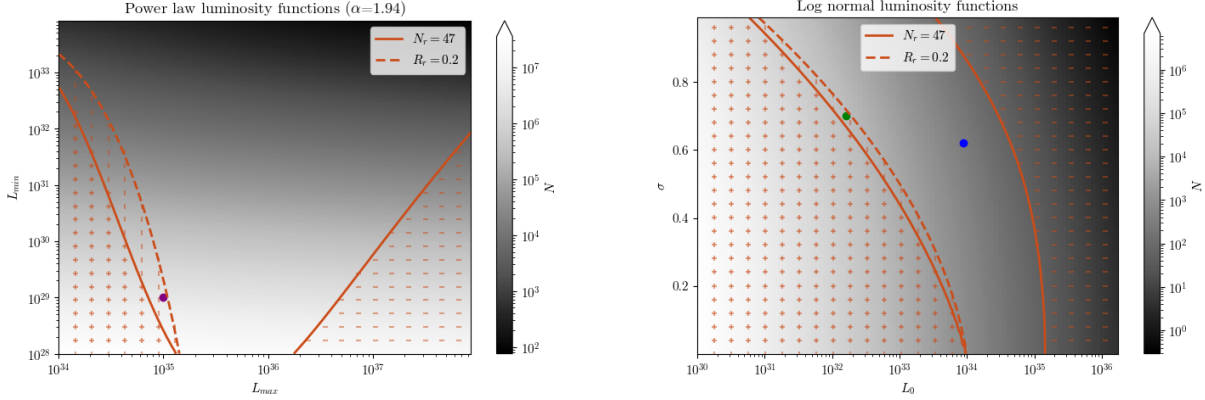 Power law luminosity functions (α=1.94)
N_r = 47
R_r = 0.2
L_min
10^33
10^32
10^31
10^30
10^29
10^28
10^34
10^35
10^36
10^37
L_max
10^7
10^6
10^5
10^4
10^3
10^2
N
Log normal luminosity functions
N_r = 47
R_r = 0.2
σ
0.8
0.6
0.4
0.2
10^30
10^31
10^32
10^33
10^34
10^35
10^36
L_0
10^6
10^5
10^4
10^3
10^2
10^1
10^0
N